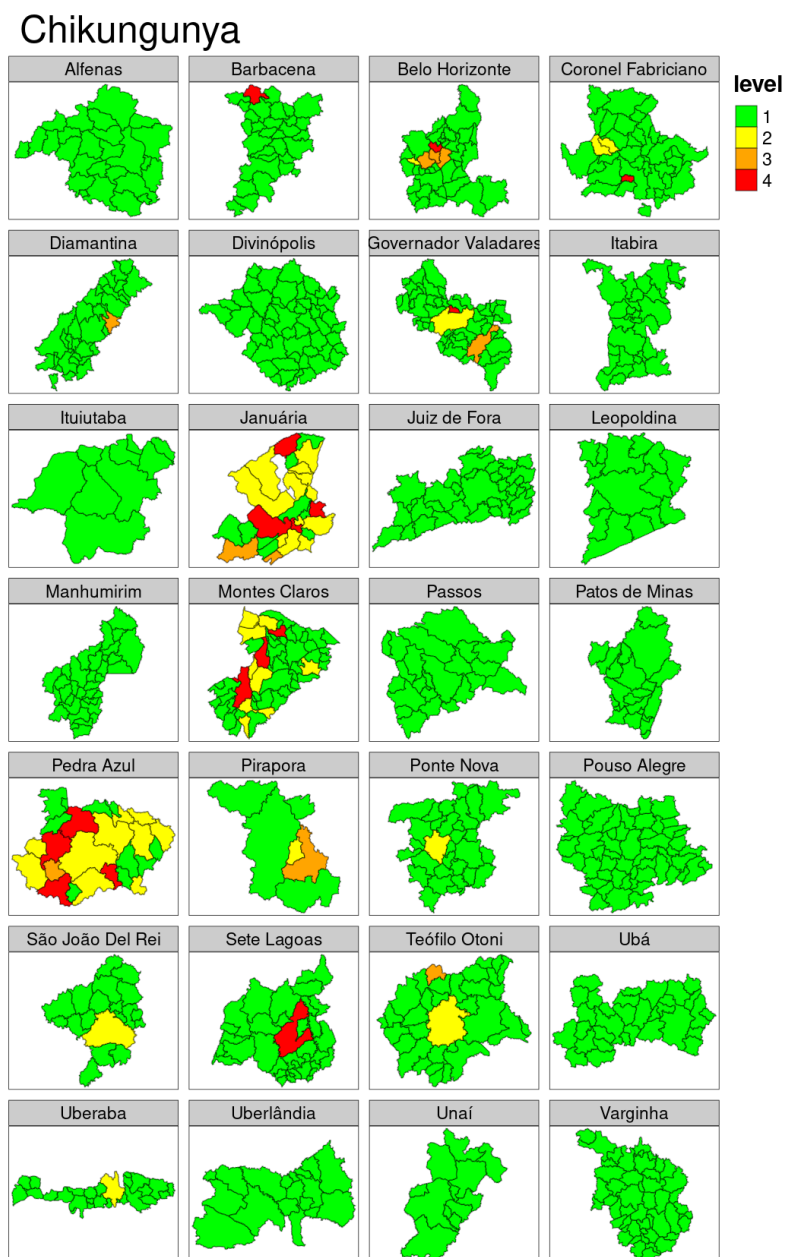 Chikungunya
Alfenas
Barbacena
Belo Horizonte
Coronel Fabriciano
level
1
2
3
4
Diamantina
Divinópolis
Governador Valadares
Itabira
Ituiutaba
Januária
Juiz de Fora
Leopoldina
Manhumirim
Montes Claros
Passos
Patos de Minas
Pedra Azul
Pirapora
Ponte Nova
Pouso Alegre
São João Del Rei
Sete Lagoas
Teófilo Otoni
Ubá
Uberaba
Uberlândia
Unaí
Varginha